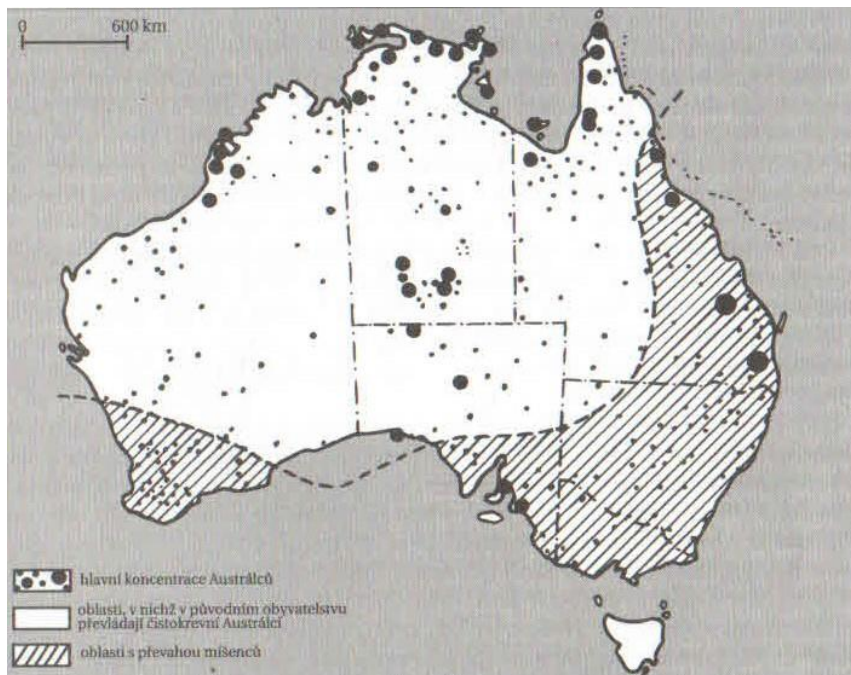 0 600 km
hlavní koncentrace Austrálců
oblasti, v nichž v původním obyvatelstvu
převládají čistokrevní Austrálci
oblasti s převahou míšenců